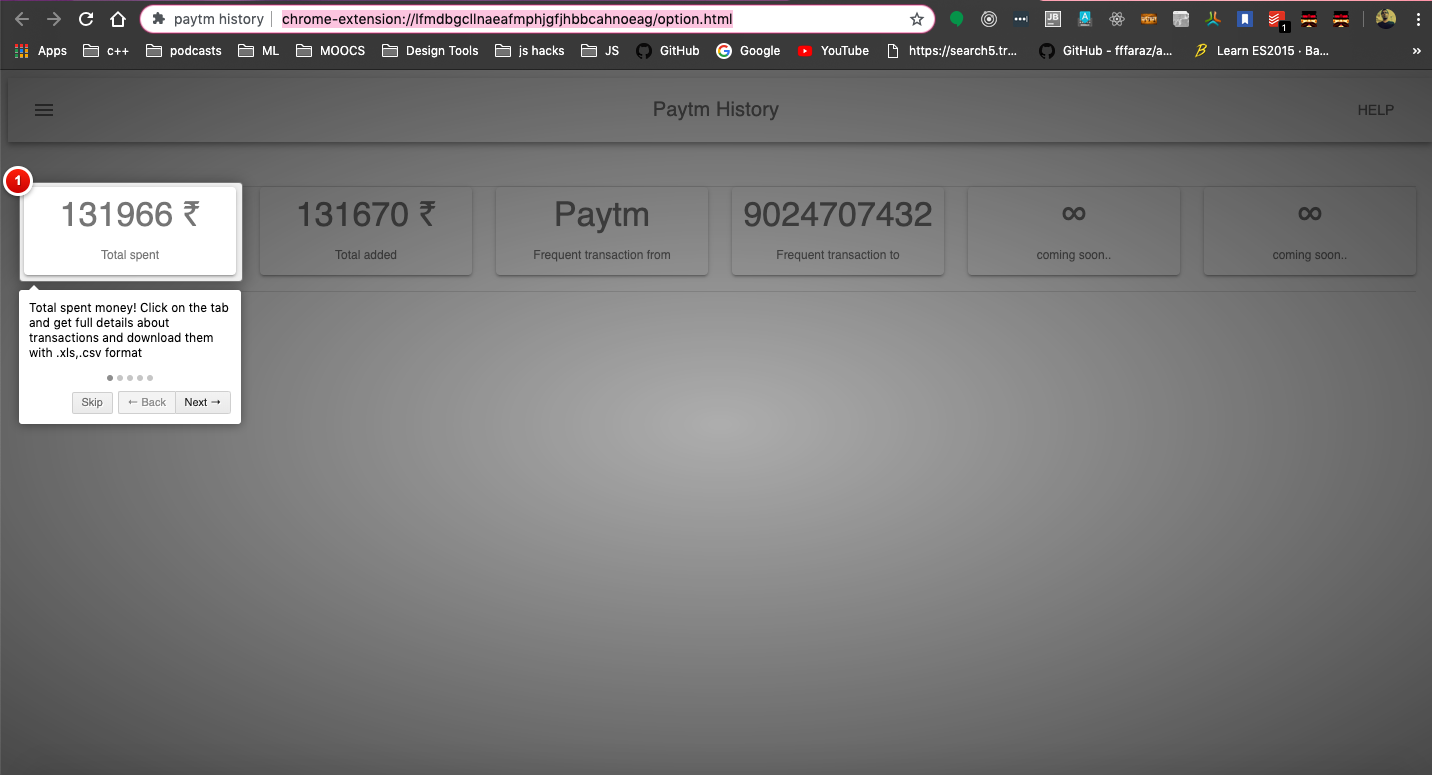 paytm history
chrome-extension://lfmdbgcllnaeafmphjgfjhbbcahnoeag/option.html
JB
A
1
Apps
c++
podcasts
ML
MOOCS
Design Tools
js hacks
JS
GitHub
Google
YouTube
https://search5.tr...
GitHub - fffaraz/a...
Learn ES2015 · Ba...
»
Paytm History
HELP
1
131966 ₹
Total spent
131670 ₹
Total added
Paytm
Frequent transaction from
9024707432
Frequent transaction to
∞
coming soon..
∞
coming soon..
Total spent money! Click on the tab
and get full details about
transactions and download them
with .xls,.csv format
Skip
← Back
Next →